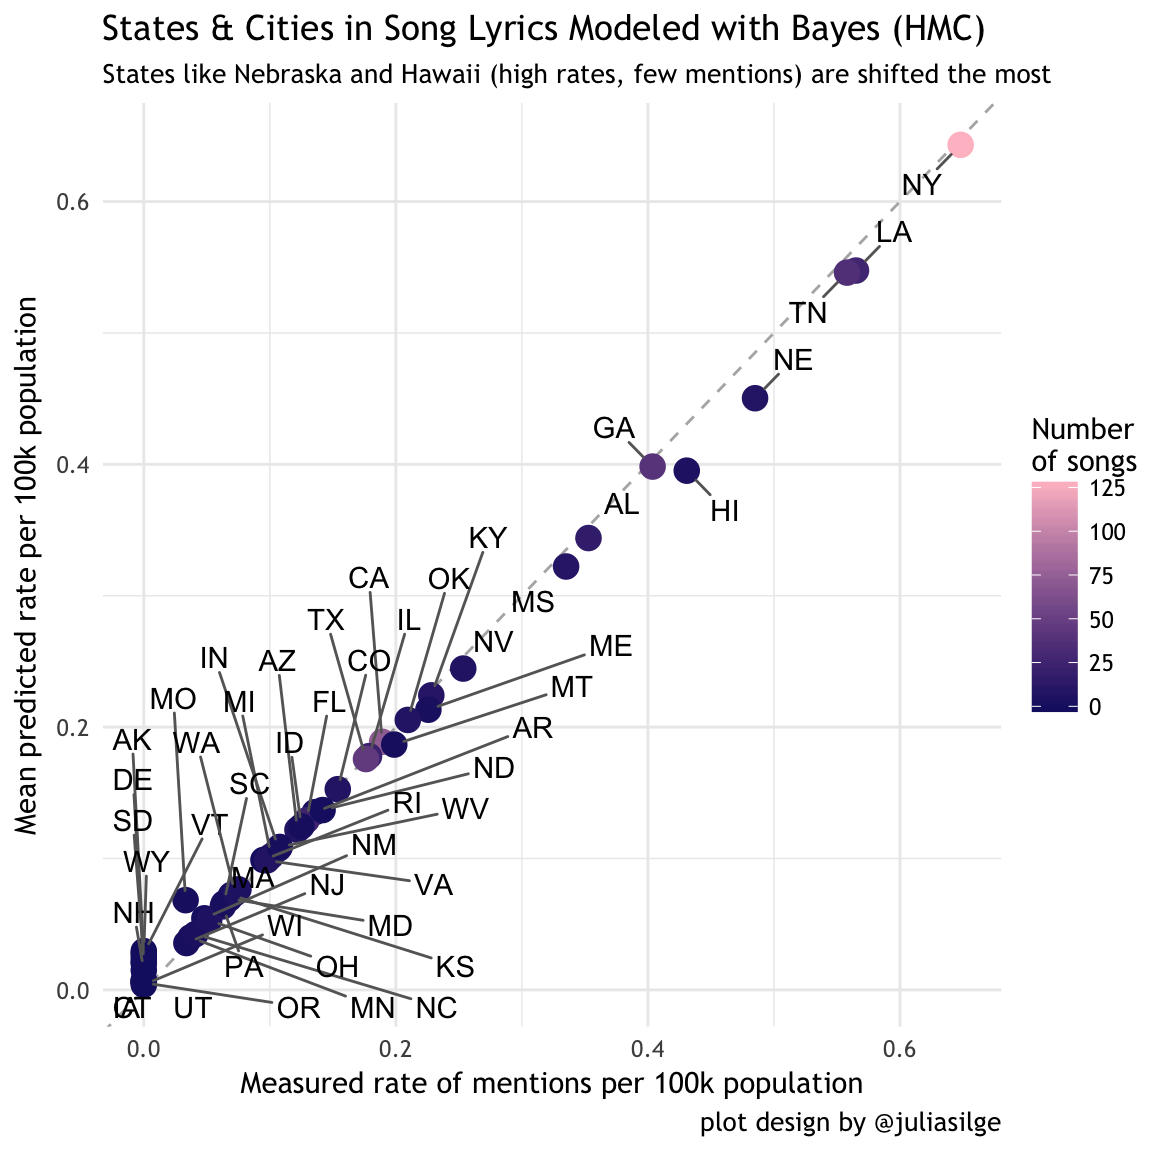 States & Cities in Song Lyrics Modeled with Bayes (HMC)
States like Nebraska and Hawaii (high rates, few mentions) are shifted the most
NY
0.6
LA
TN
NE
GA
Number
of songs
0.4
125
AL
HI
100
KY
CA
OK
75
MS
TX
IL
50
NV
ME
IN
AZ
CO
25
MT
MO
MI
FL
0
0.2
AR
AK
WA
ID
ND
DE
SC
RI
WV
SD
VT
NM
WY
MA
NJ
VA
NH
WI
MD
PA
OH
KS
0.0
UT
OR
MN
NC
0.0
0.2
0.4
0.6
Mean predicted rate per 100k population
Measured rate of mentions per 100k population
plot design by @juliasilge